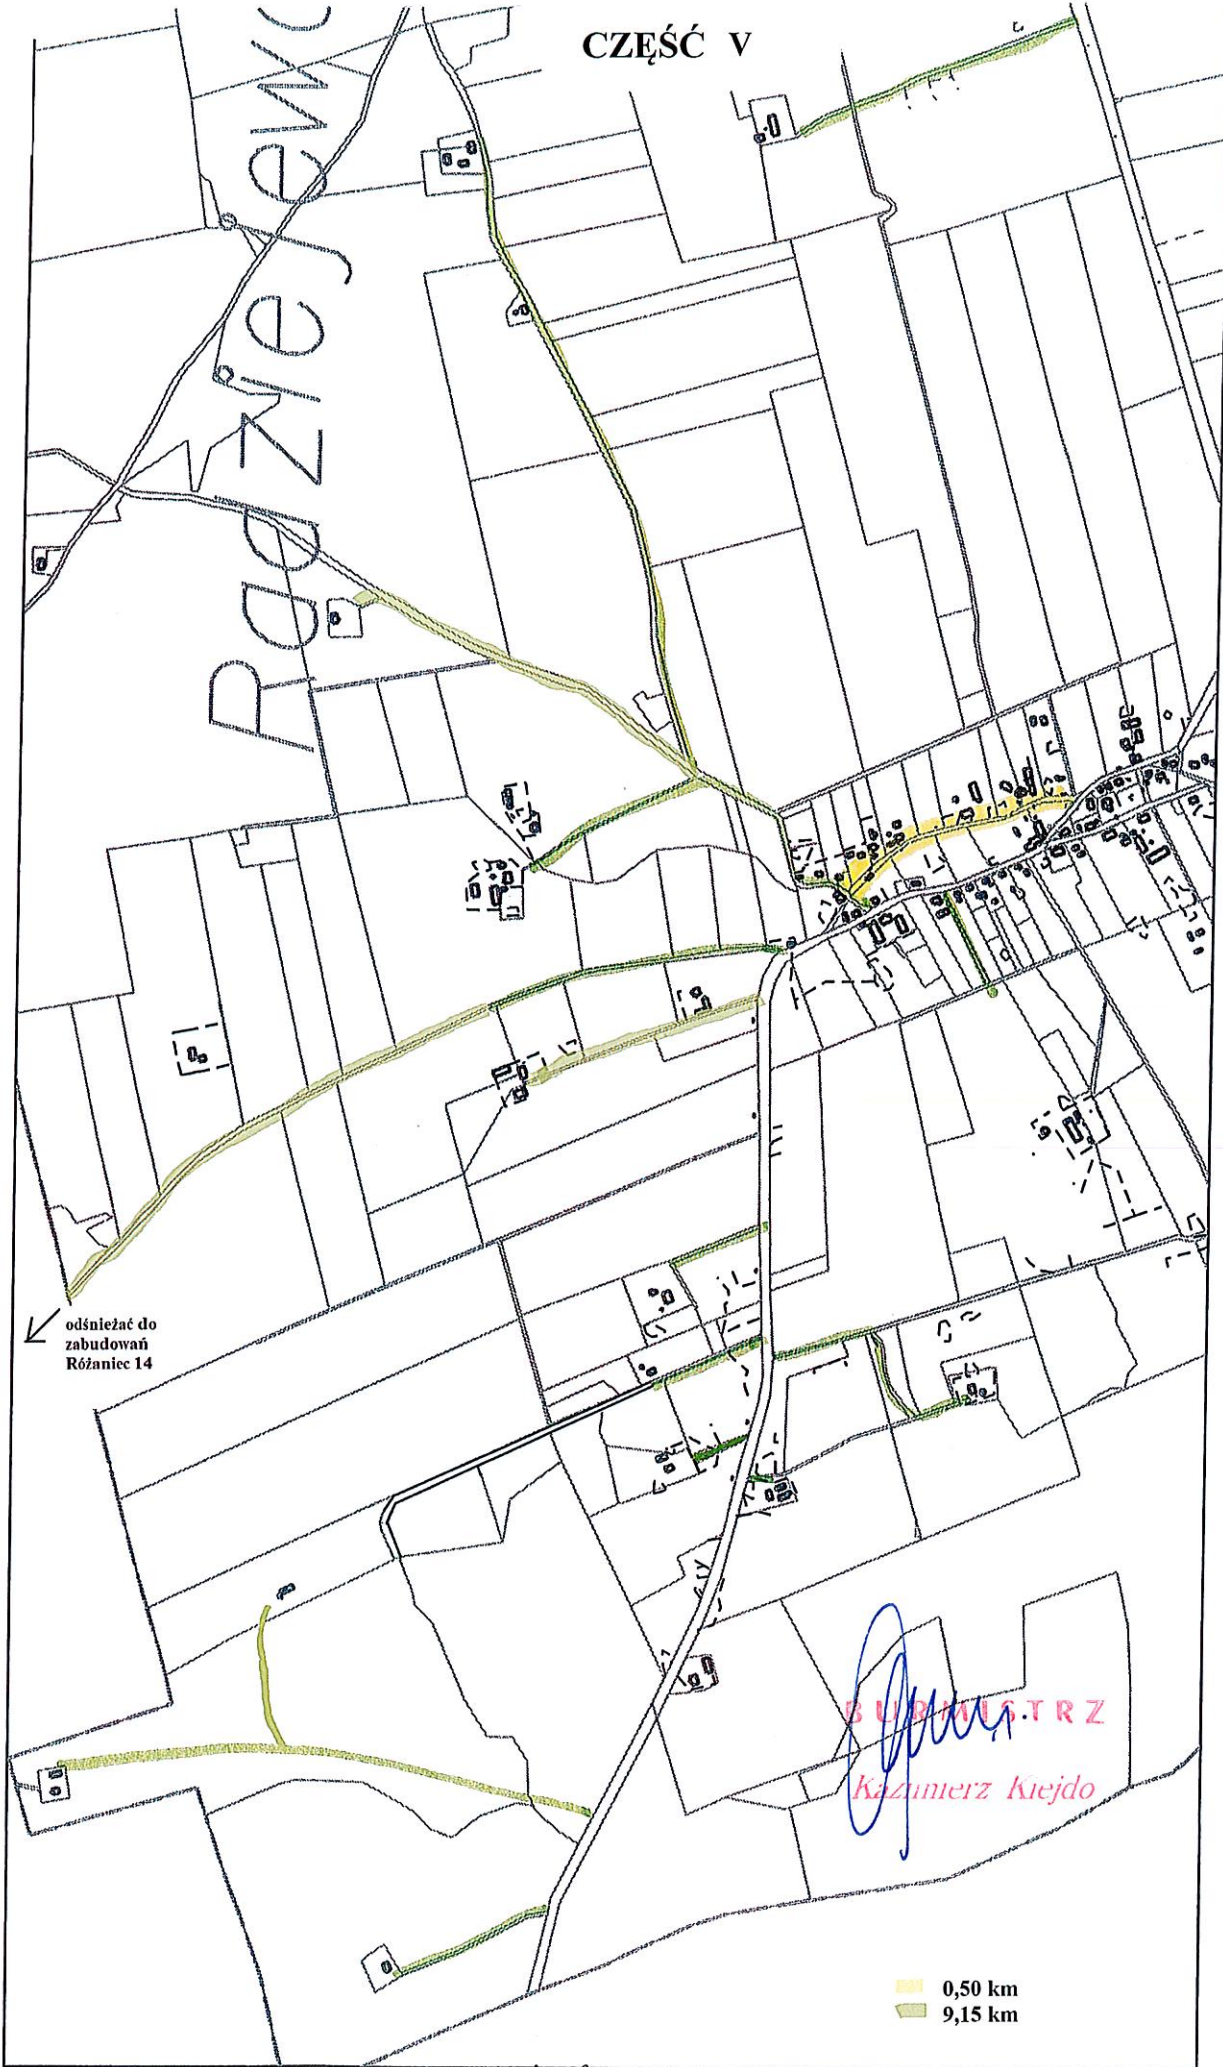 CZĘŚĆ V
Radziejewo
odśnieżać do
zabudowań
Różaniec 14
BURMISTRZ
Kazimierz Kiejdo
0,50 km
9,15 km